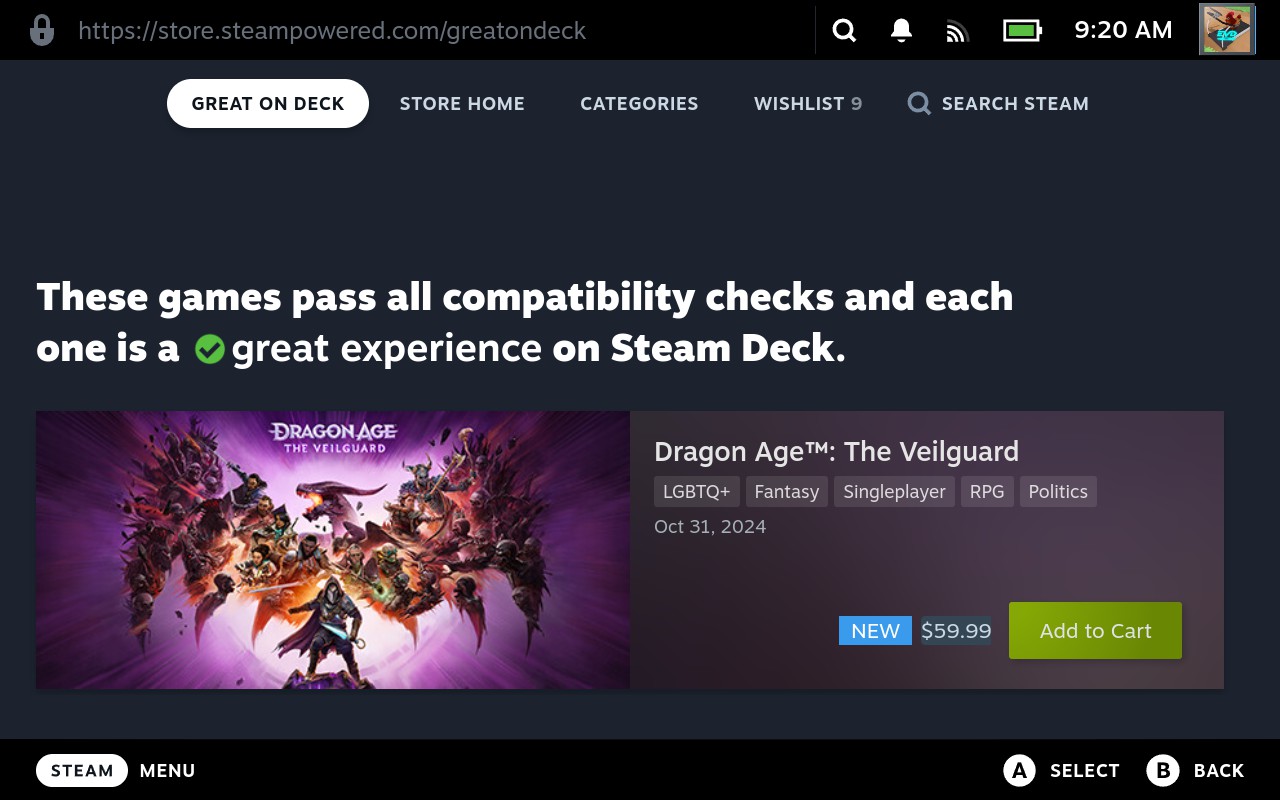 https://store.steampowered.com/greatondeck
9:20 AM
GREAT ON DECK
STORE HOME
CATEGORIES
WISHLIST 9
SEARCH STEAM
These games pass all compatibility checks and each
one is a great experience on Steam Deck.
DRAGON AGE
THE VEILGUARD
Dragon Age™: The Veilguard
LGBTQ+ Fantasy Singleplayer RPG Politics
Oct 31, 2024
NEW $59.99 Add to Cart
STEAM MENU
A SELECT B BACK